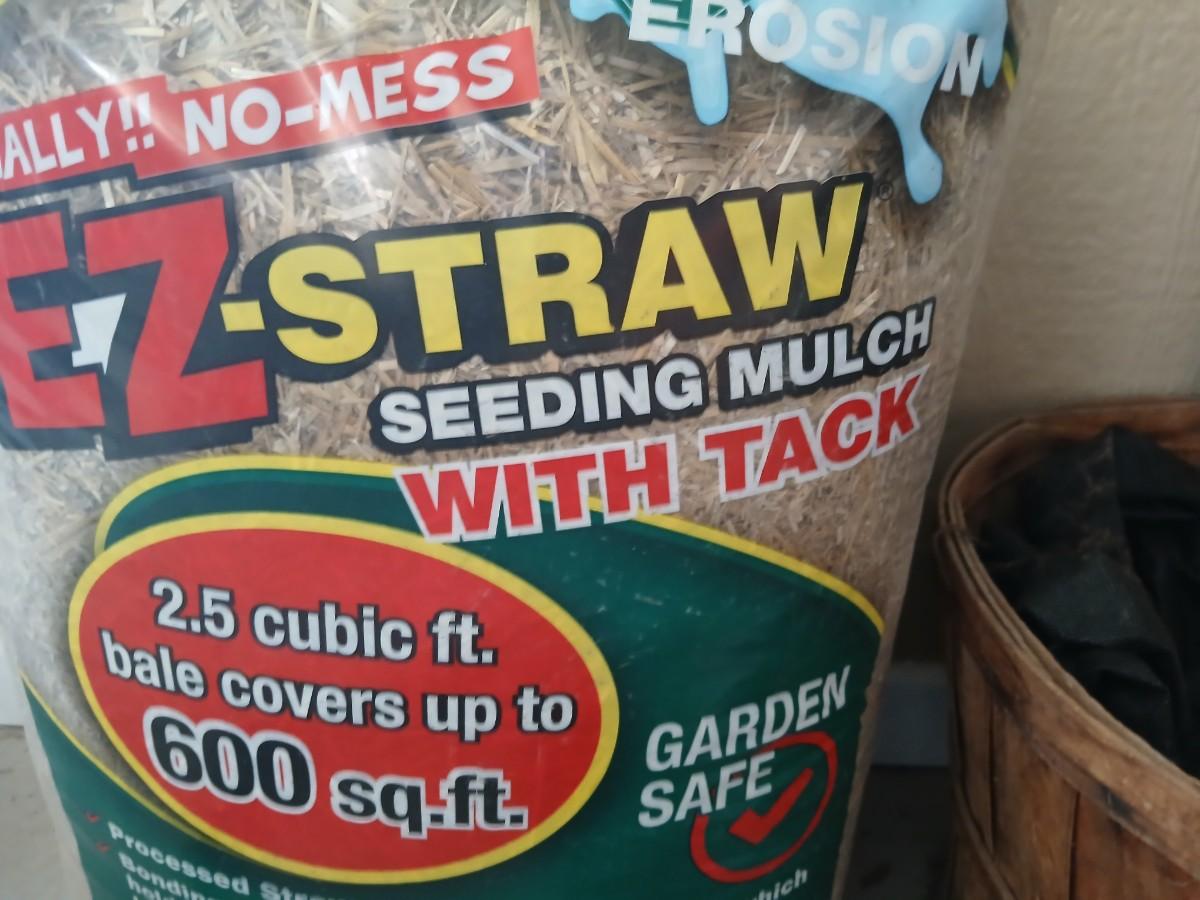 EROSION
ALLY!! NO-MESS
EZ-STRAW®
SEEDING MULCH
WITH TACK
2.5 cubic ft.
bale covers up to
600 sq.ft.
GARDEN
SAFE
Processed